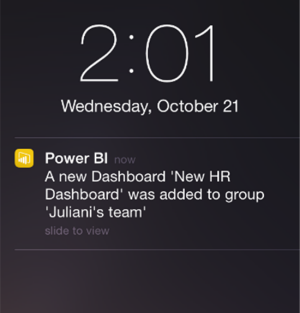 2:01
Wednesday, October 21
Power BI now
A new Dashboard 'New HR
Dashboard' was added to group
'Juliani's team'
slide to view